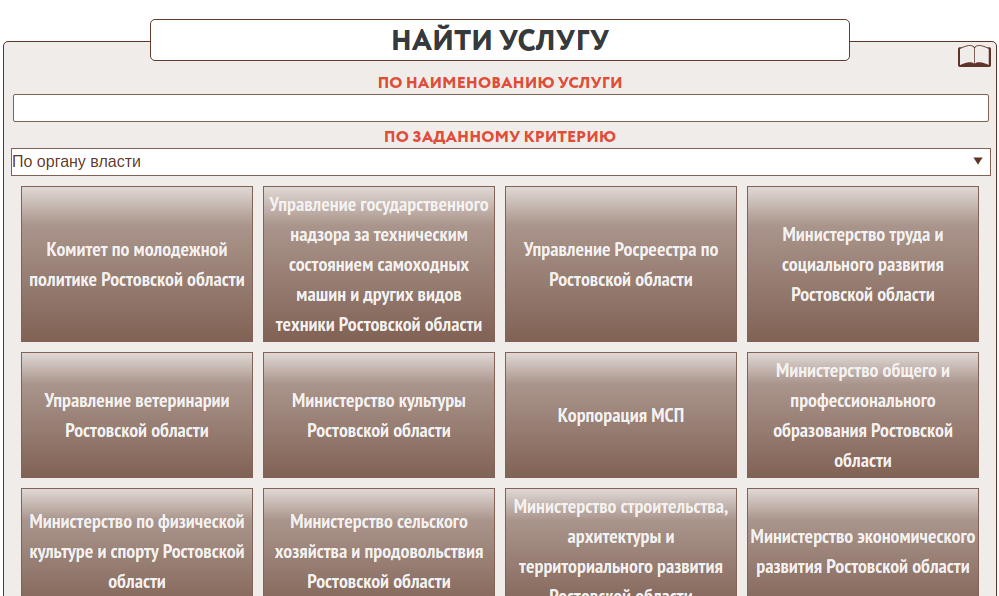 НАЙТИ УСЛУГУ
ПО НАИМЕНОВАНИЮ УСЛУГИ
ПО ЗАДАННОМУ КРИТЕРИЮ
По органу власти
Комитет по молодежной
политике Ростовской области
Управление государственного
надзора за техническим
состоянием самоходных
машин и других видов
техники Ростовской области
Управление Росреестра по
Ростовской области
Министерство труда и
социального развития
Ростовской области
Управление ветеринарии
Ростовской области
Министерство культуры
Ростовской области
Корпорация МСП
Министерство общего и
профессионального
образования Ростовской
области
Министерство по физической
культуре и спорту Ростовской
области
Министерство сельского
хозяйства и продовольствия
Ростовской области
Министерство строительства,
архитектуры и
территориального развития
Ростовской области
Министерство экономического
развития Ростовской области